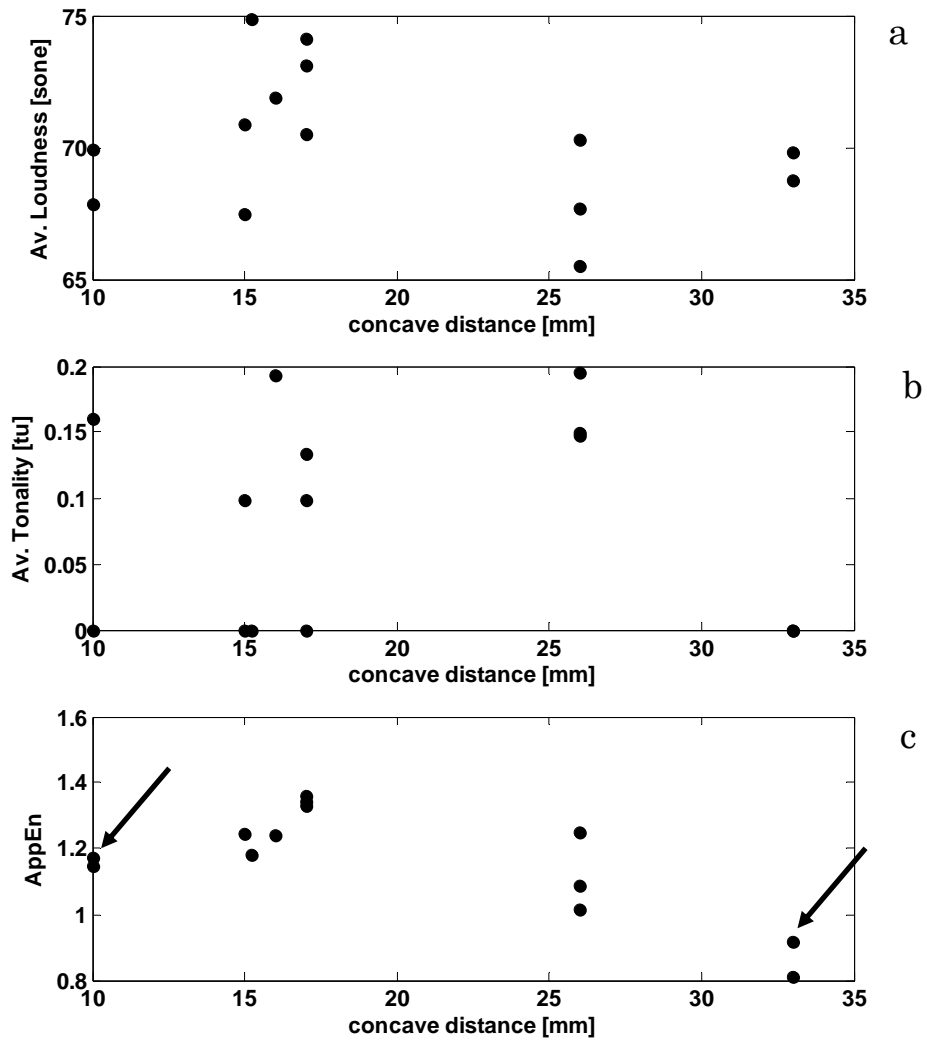 a
75
70
65
Av. Loudness [sone]
10 15 20 25 30 35
concave distance [mm]
b
0.2
0.15
0.1
0.05
0
Av. Tonality [tu]
10 15 20 25 30 35
concave distance [mm]
c
1.6
1.4
1.2
1
0.8
AppEn
10 15 20 25 30 35
concave distance [mm]